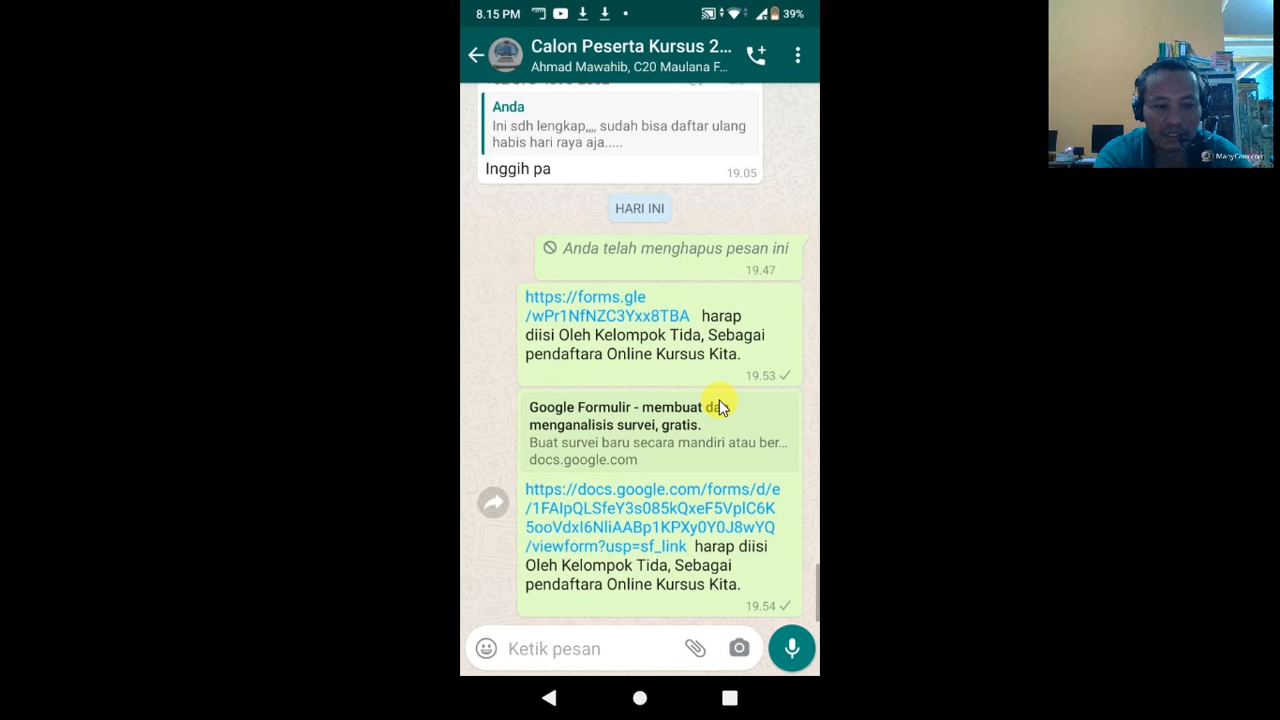 8.15 PM
39%
Calon Peserta Kursus 2...
Ahmad Mawahib, C20 Maulana F...
Anda
Ini sdh lengkap,,,, sudah bisa daftar ulang
habis hari raya aja.....
Inggih pa
19.05
HARI INI
Anda telah menghapus pesan ini
19.47
https://forms.gle
/wPr1NfNZC3Yxx8TBA harap
diisi Oleh Kelompok Tida, Sebagai
pendaftara Online Kursus Kita.
19.53
Google Formulir - membuat da
menganalisis survei, gratis.
Buat survei baru secara mandiri atau ber...
docs.google.com
https://docs.google.com/forms/d/e
/1FAIpQLSfeY3s085kQxeF5VplC6K
5ooVdxI6NliAABp1KPXy0Y0J8wYQ
/viewform?usp=sf_link harap diisi
Oleh Kelompok Tida, Sebagai
pendaftara Online Kursus Kita.
19.54
Ketik pesan
ManyCam.com